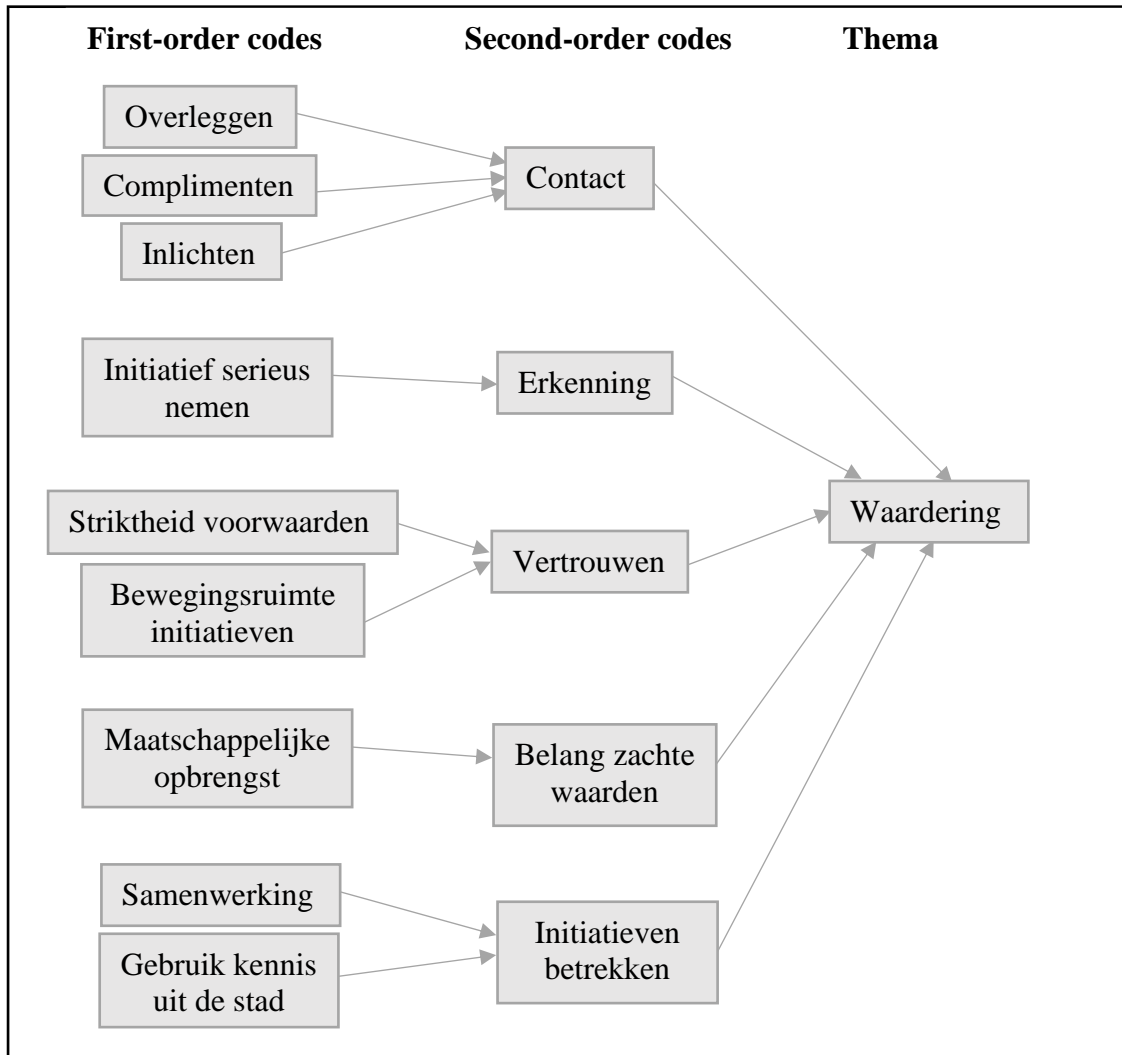 First-order codes Second-order codes Thema
Overleggen
Complimenten
Inlichten
Contact
Initiatief serieus
nemen
Erkenning
Striktheid voorwaarden
Bewegingsruimte
initiatieven
Vertrouwen
Waardering
Maatschappelijke
opbrengst
Belang zachte
waarden
Samenwerking
Gebruik kennis
uit de stad
Initiatieven
betrekken